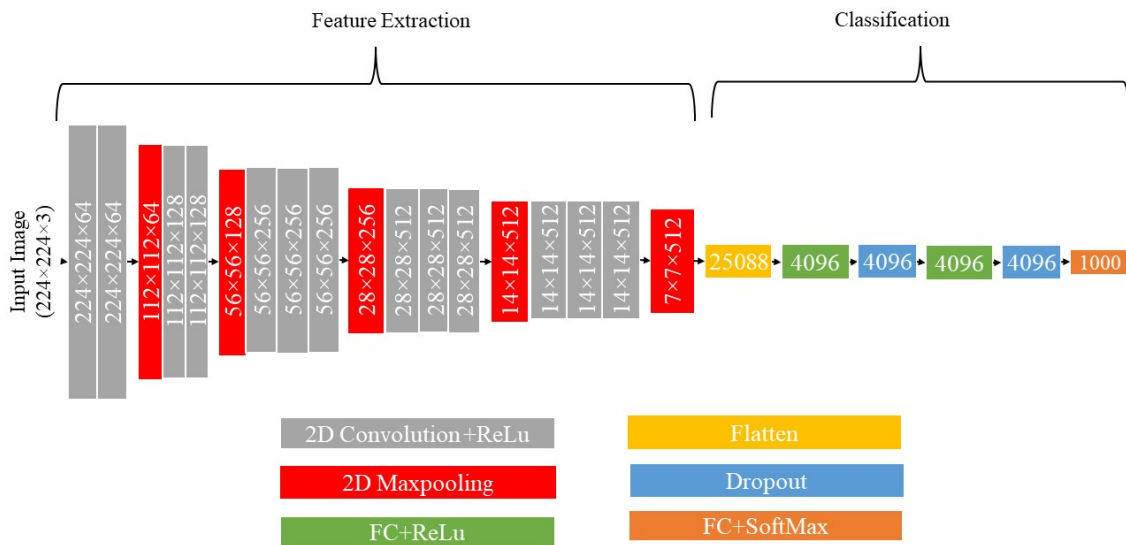 Feature Extraction
Classification
Input Image
(224×224×3)
224×224×64
224×224×64
112×112×64
112×112×128
112×112×128
56×56×128
56×56×256
56×56×256
56×56×256
28×28×256
28×28×512
28×28×512
28×28×512
14×14×512
14×14×512
14×14×512
14×14×512
7×7×512
25088
4096
4096
4096
4096
1000
2D Convolution+ReLu
Flatten
2D Maxpooling
Dropout
FC+ReLu
FC+SoftMax